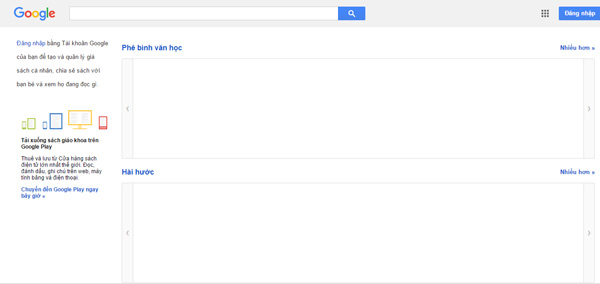 Google
Đăng nhập
Đăng nhập bằng Tài khoản Google
của bạn để tạo và quản lý giá
sách cá nhân, chia sẻ sách với
bạn bè và xem họ đang đọc gì.
Tải xuống sách giáo khoa trên
Google Play
Thuê và lưu từ Cửa hàng sách
điện tử lớn nhất thế giới. Đọc,
đánh dấu, ghi chú trên web, máy
tính bảng và điện thoại.
Chuyển đến Google Play ngay
bây giờ »
Phê bình văn học
Nhiều hơn »
Hài hước
Nhiều hơn »